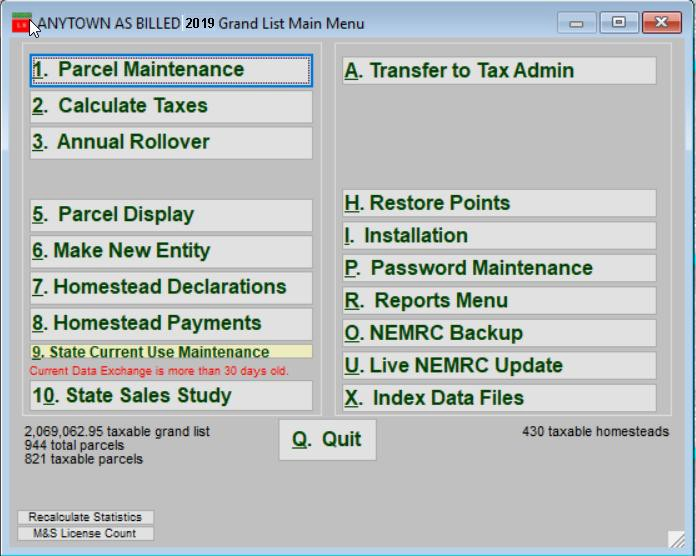 ANYTOWN AS BILLED 2019 Grand List Main Menu
1. Parcel Maintenance
2. Calculate Taxes
3. Annual Rollover
5. Parcel Display
6. Make New Entity
7. Homestead Declarations
8. Homestead Payments
9. State Current Use Maintenance
Current Data Exchange is more than 30 days old.
10. State Sales Study
A. Transfer to Tax Admin
H. Restore Points
I. Installation
P. Password Maintenance
R. Reports Menu
O. NEMRC Backup
U. Live NEMRC Update
X. Index Data Files
2,069,062.95 taxable grand list
944 total parcels
821 taxable parcels
Q. Quit
430 taxable homesteads
Recalculate Statistics
M&S License Count